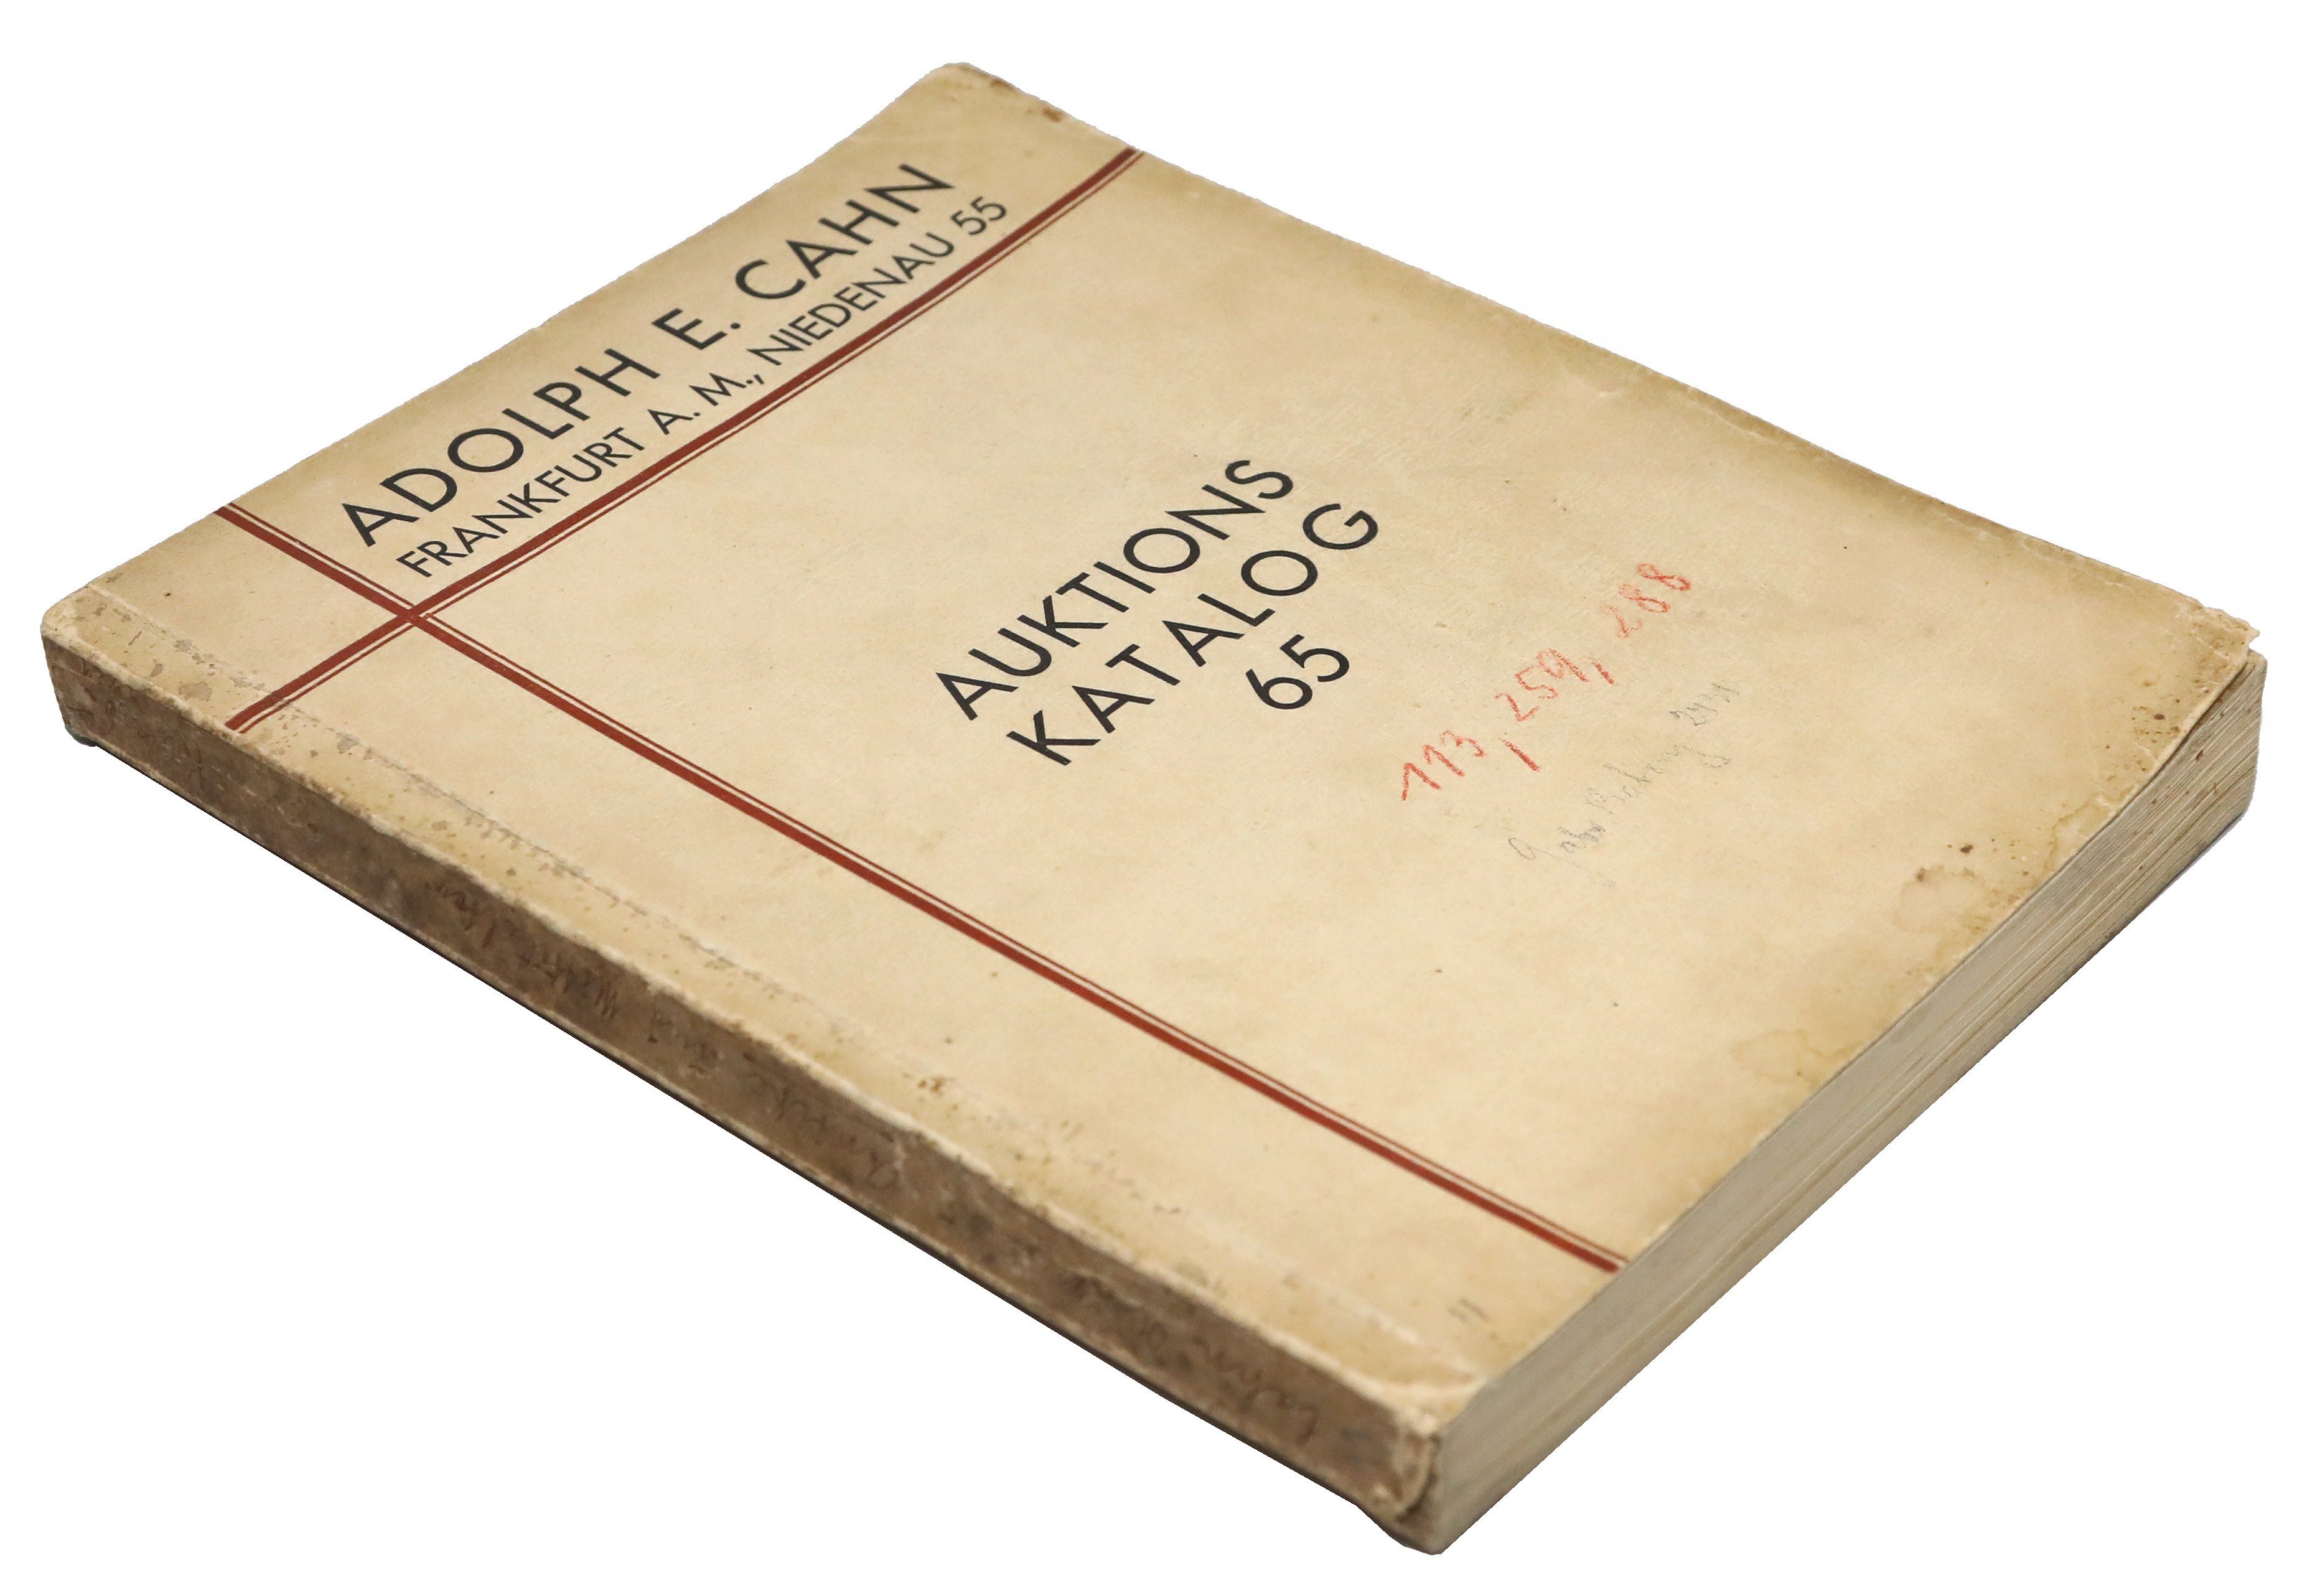 ADOLPH E. CAHN
FRANKFURT A. M., NIEDENAU 55
AUKTIONS
KATALOG
65
113, 259, 288